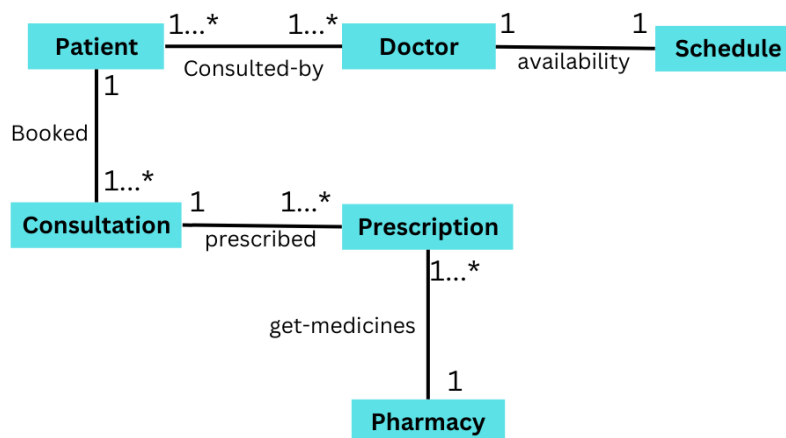 1...*
1...*
1
1
Patient
Doctor
Schedule
Consulted-by
availability
1
Booked
1...*
1
1...*
Consultation
Prescription
prescribed
1...*
get-medicines
1
Pharmacy